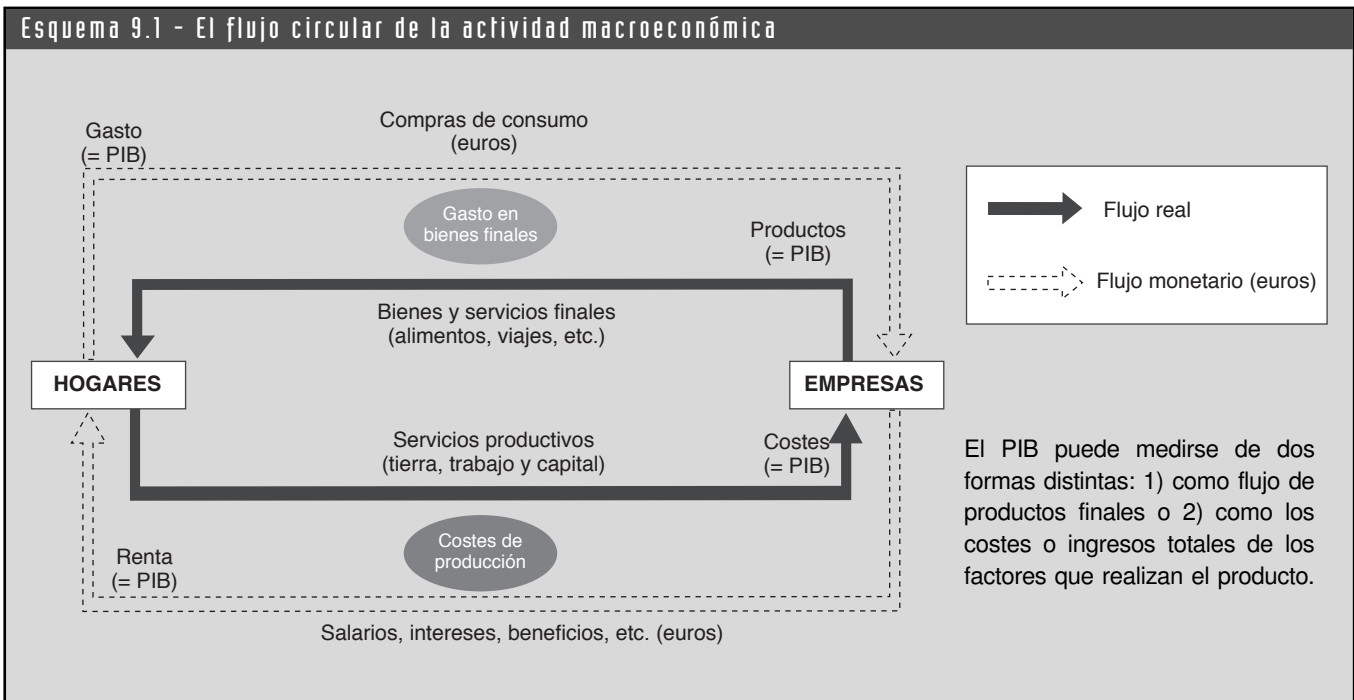 Esquema 9.1 - El flujo circular de la actividad macroeconómica
Gasto
(= PIB)
Compras de consumo
(euros)
Gasto en
bienes finales
Productos
(= PIB)
Bienes y servicios finales
(alimentos, viajes, etc.)
HOGARES
EMPRESAS
Servicios productivos
(tierra, trabajo y capital)
Costes
(= PIB)
Costes de
producción
Renta
(= PIB)
Salarios, intereses, beneficios, etc. (euros)
Flujo real
Flujo monetario (euros)
El PIB puede medirse de dos
formas distintas: 1) como flujo de
productos finales o 2) como los
costes o ingresos totales de los
factores que realizan el producto.